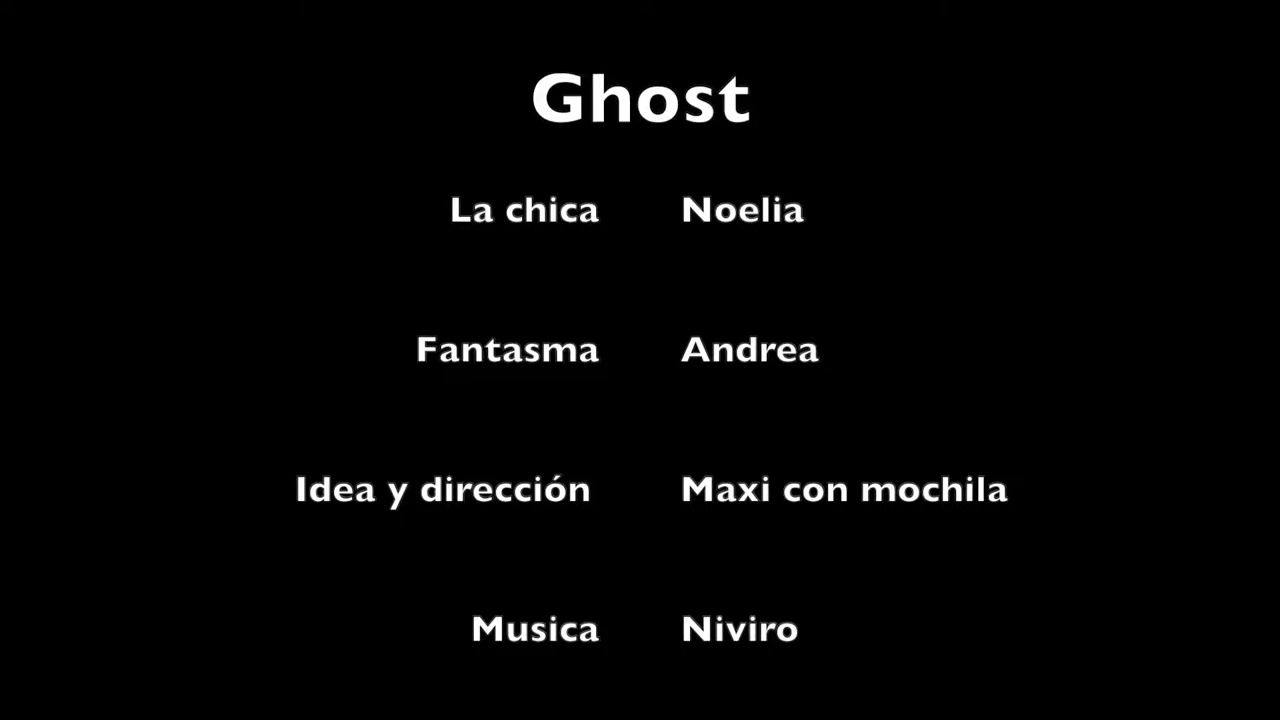 Ghost
La chica Noelia
Fantasma Andrea
Idea y dirección Maxi con mochila
Musica Niviro